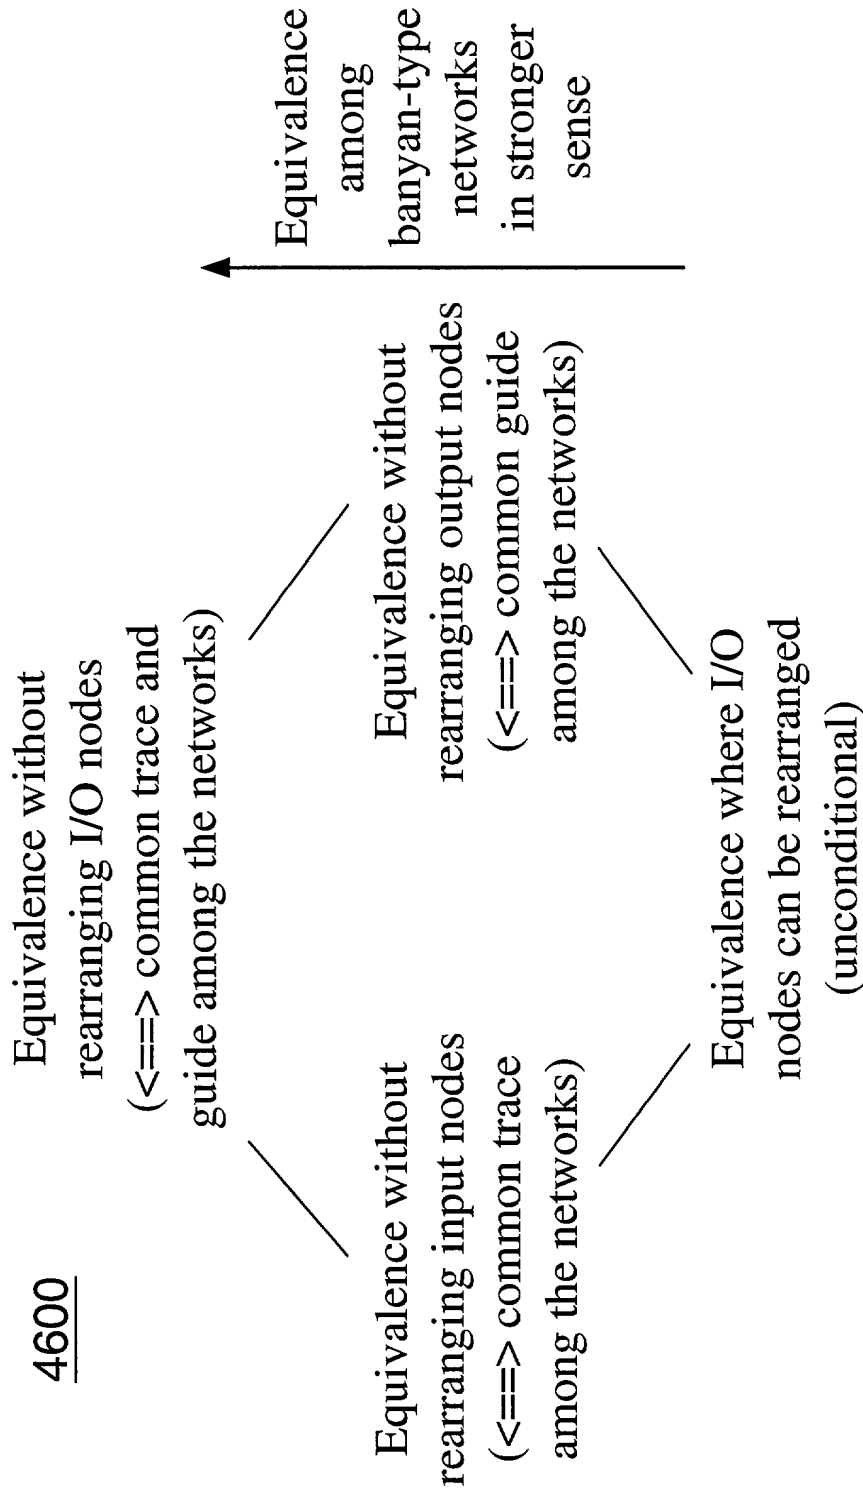 4600
Equivalence without
rearranging I/O nodes
(<==> common trace and
guide among the networks)
Equivalence without
rearranging input nodes
(<==> common trace
among the networks)
Equivalence without
rearranging output nodes
(<==> common guide
among the networks)
Equivalence where I/O
nodes can be rearranged
(unconditional)
Equivalence
among
banyan-type
networks
in stronger
sense